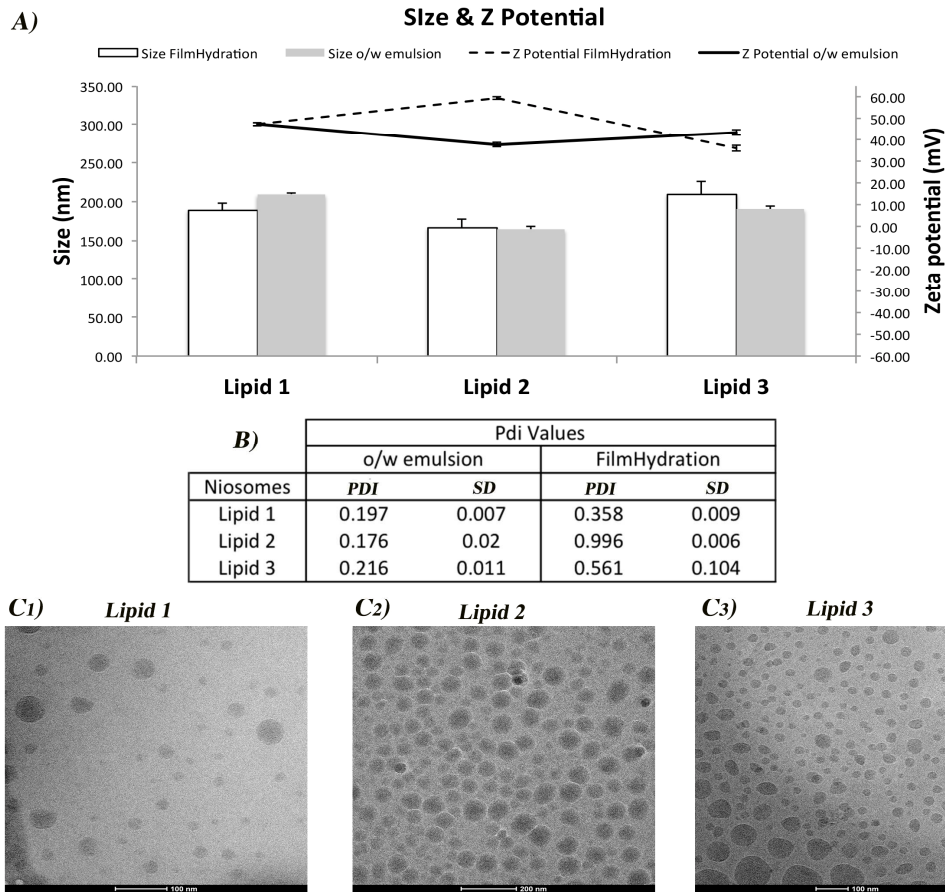 A)
SIze & Z Potential
Size FilmHydration Size o/w emulsion Z Potential FilmHydration Z Potential o/w emulsion
Size (nm)
350.00
300.00
250.00
200.00
150.00
100.00
50.00
0.00
60.00
50.00
40.00
30.00
20.00
10.00
0.00
-10.00
-20.00
-30.00
-40.00
-50.00
-60.00
Zeta potential (mV)
Lipid 1 Lipid 2 Lipid 3
B)
Pdi Values
o/w emulsion FilmHydration
Niosomes PDI SD PDI SD
Lipid 1 0.197 0.007 0.358 0.009
Lipid 2 0.176 0.02 0.996 0.006
Lipid 3 0.216 0.011 0.561 0.104
C1) Lipid 1 C2) Lipid 2 C3) Lipid 3
100 nm 200 nm 100 nm